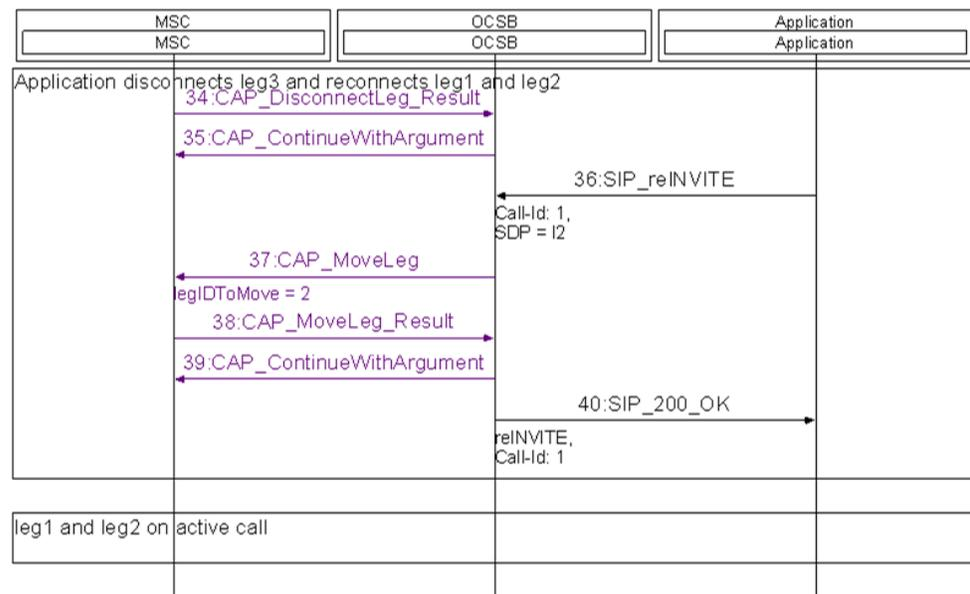 MSC
OCSB
Application
MSC
OCSB
Application
Application disconnects leg3 and reconnects leg1 and leg2
34:CAP_DisconnectLeg_Result
35:CAP_ContinueWithArgument
36:SIP_reINVITE
Call-Id: 1,
SDP = I2
37:CAP_MoveLeg
legIDToMove = 2
38:CAP_MoveLeg_Result
39:CAP_ContinueWithArgument
40:SIP_200_OK
reINVITE,
Call-Id: 1
leg1 and leg2 on active call